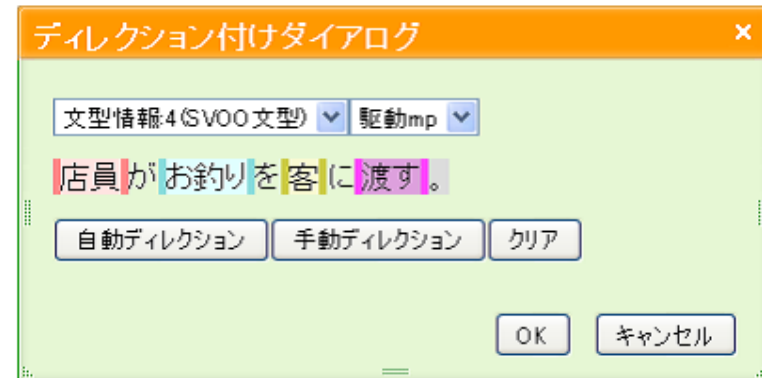 ディレクション付けダイアログ ×
文型情報:4(SVOO文型) 駆動mp
店員がお釣りを客に渡す。
自動ディレクション 手動ディレクション クリア
OK キャンセル